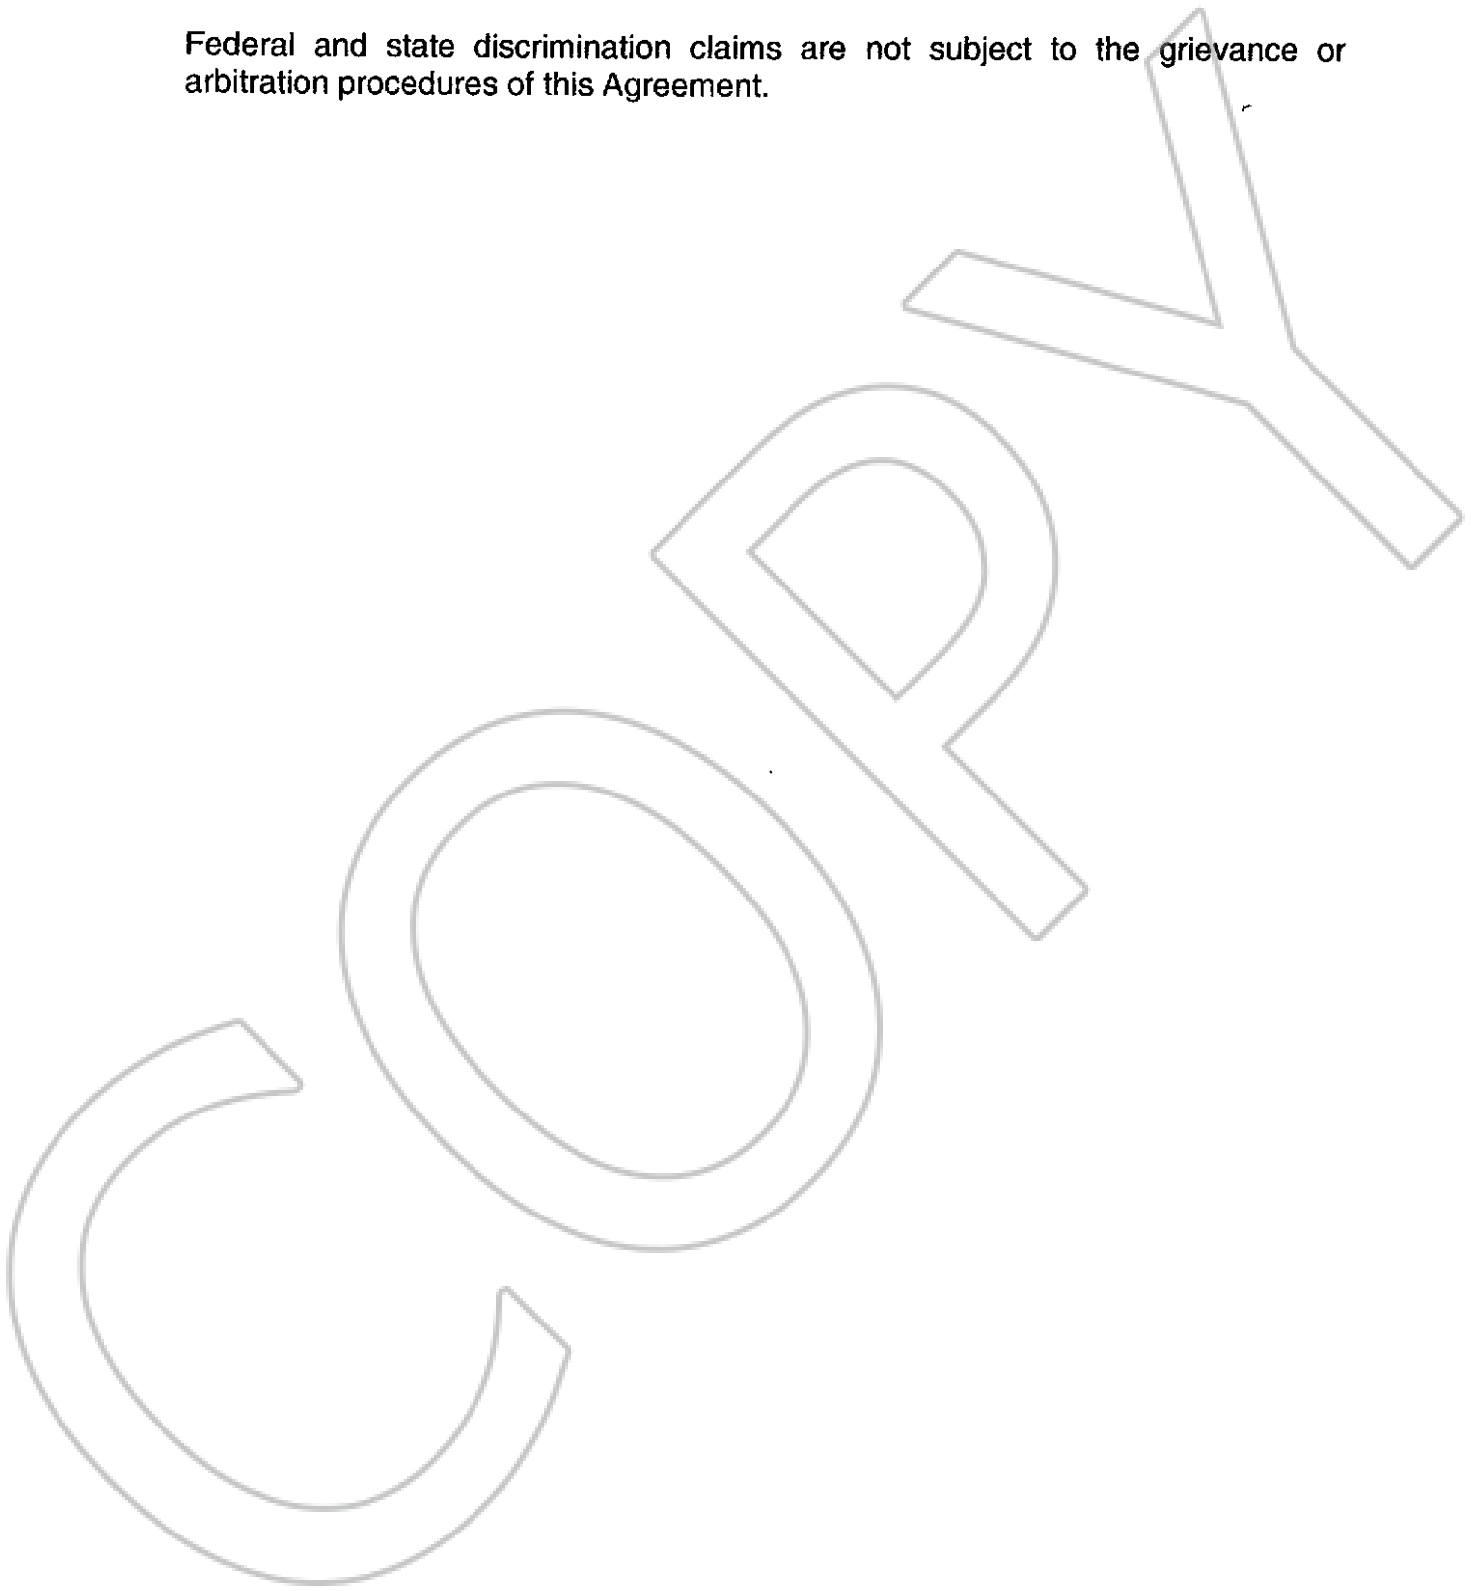 Federal and state discrimination claims are not subject to the grievance or
arbitration procedures of this Agreement.
COPY